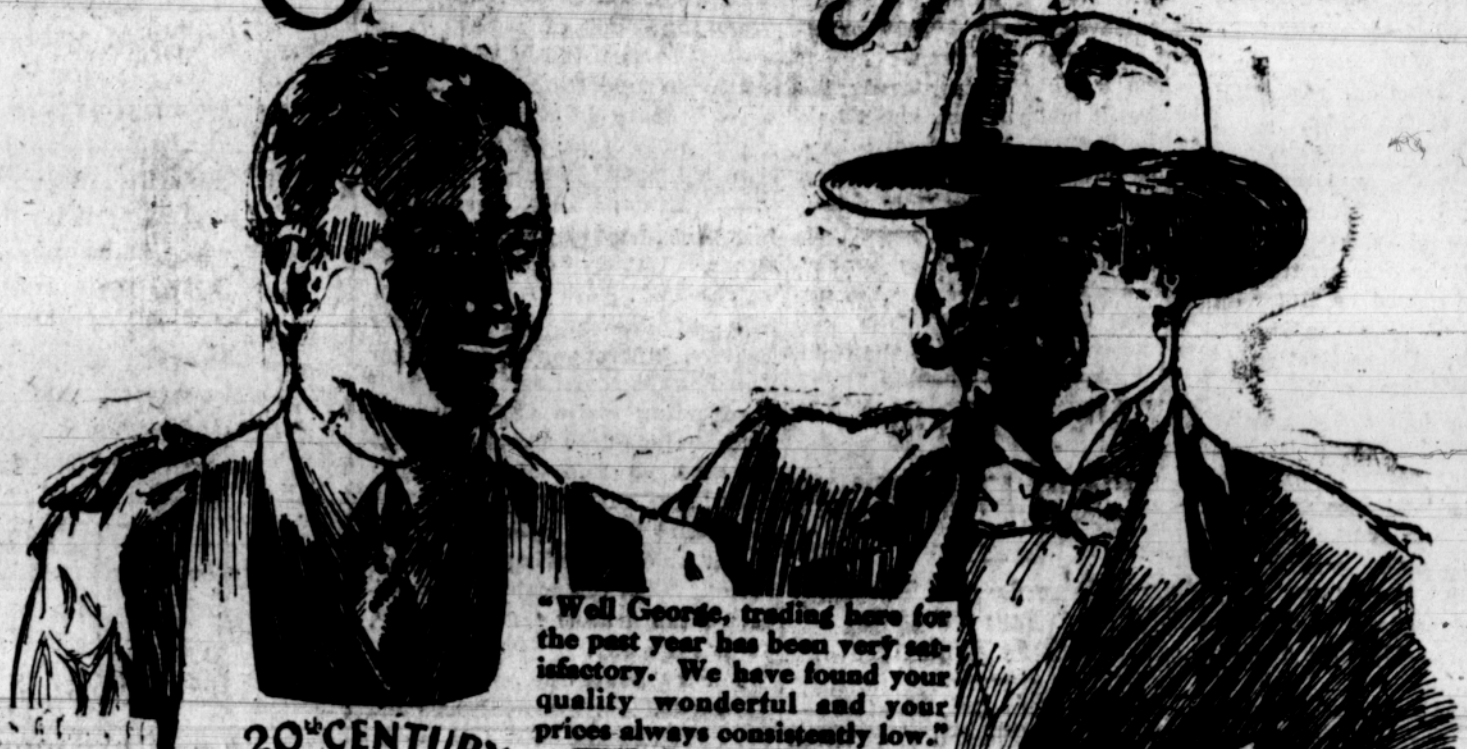 "Well George, trading here for
the past year has been very sat-
isfactory. We have found your
quality wonderful and your
prices always consistently low."
20th CENTURY